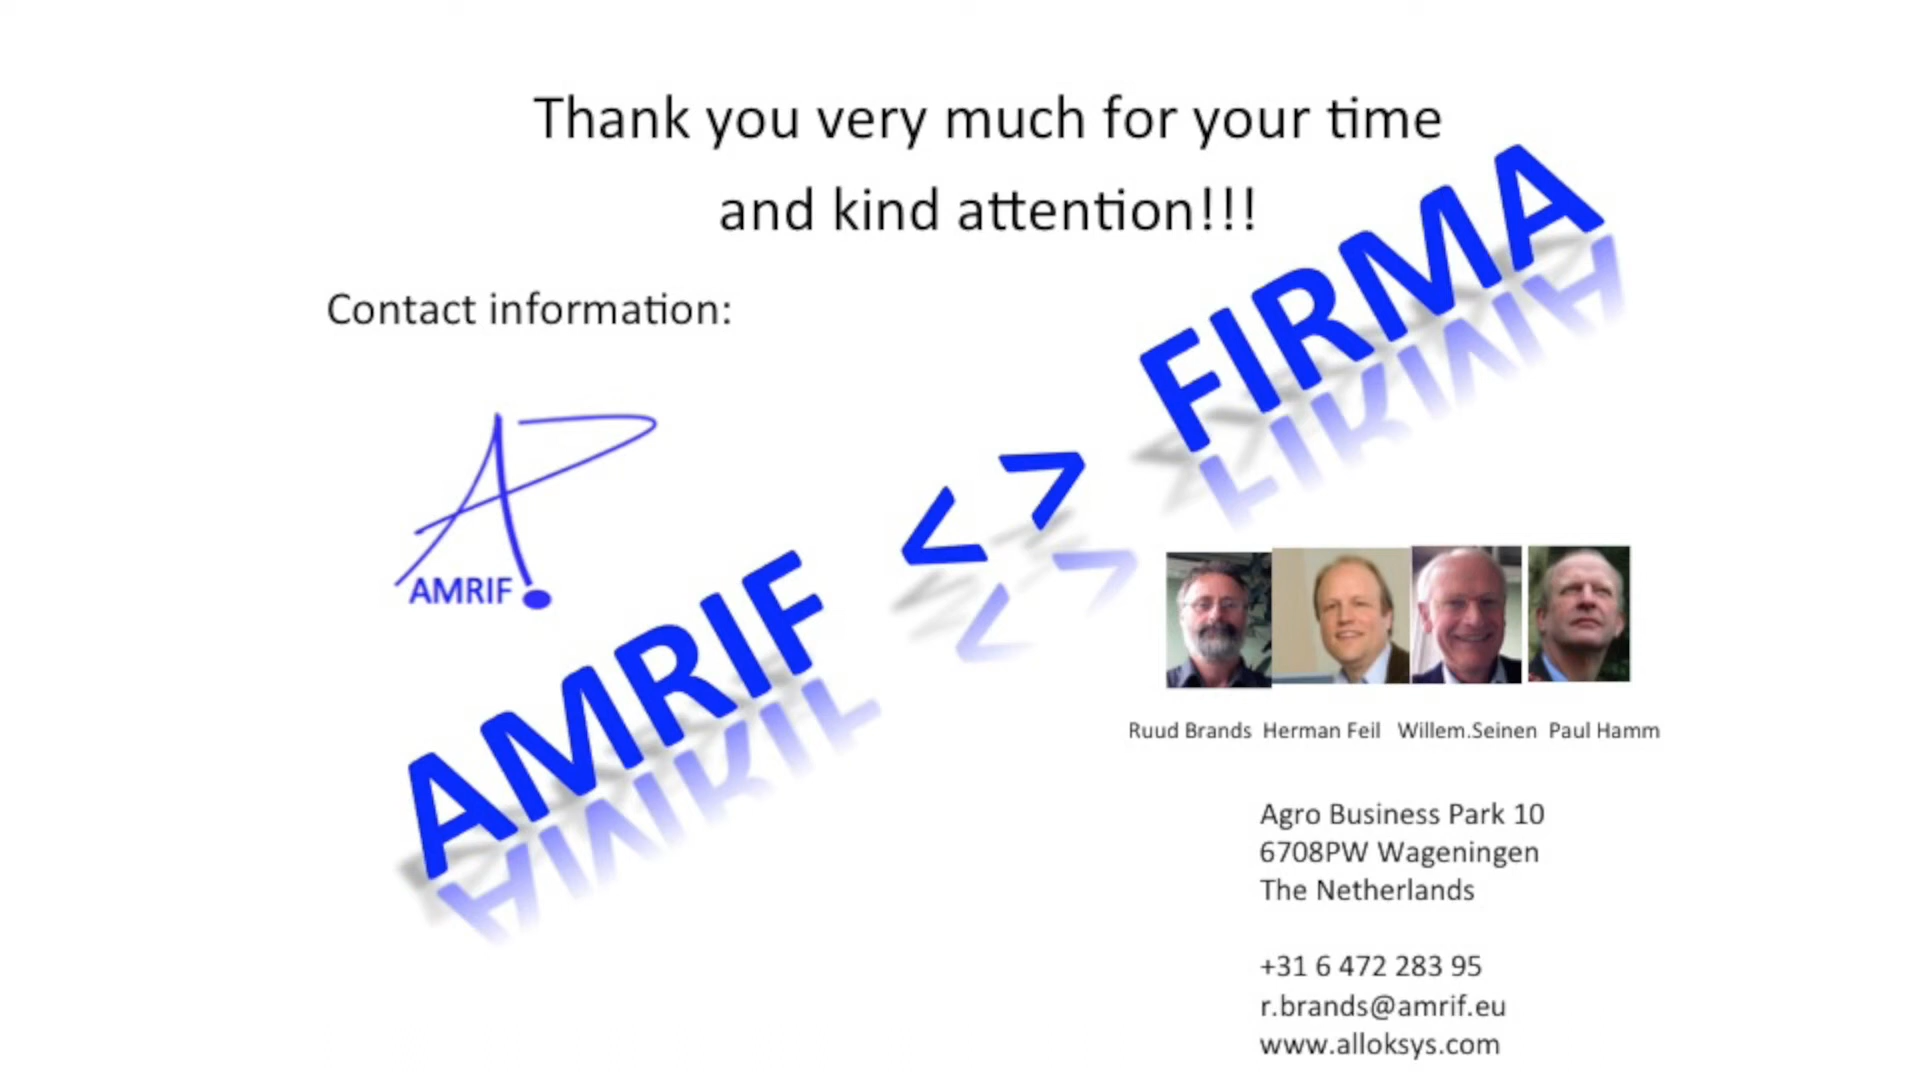 Thank you very much for your time
and kind attention!!!
Contact information:
AMRIF
AMRIF <> FIRMA
Ruud Brands Herman Feil Willem.Seinen Paul Hamm
Agro Business Park 10
6708PW Wageningen
The Netherlands
+31 6 472 283 95
r.brands@amrif.eu
www.alloksys.com